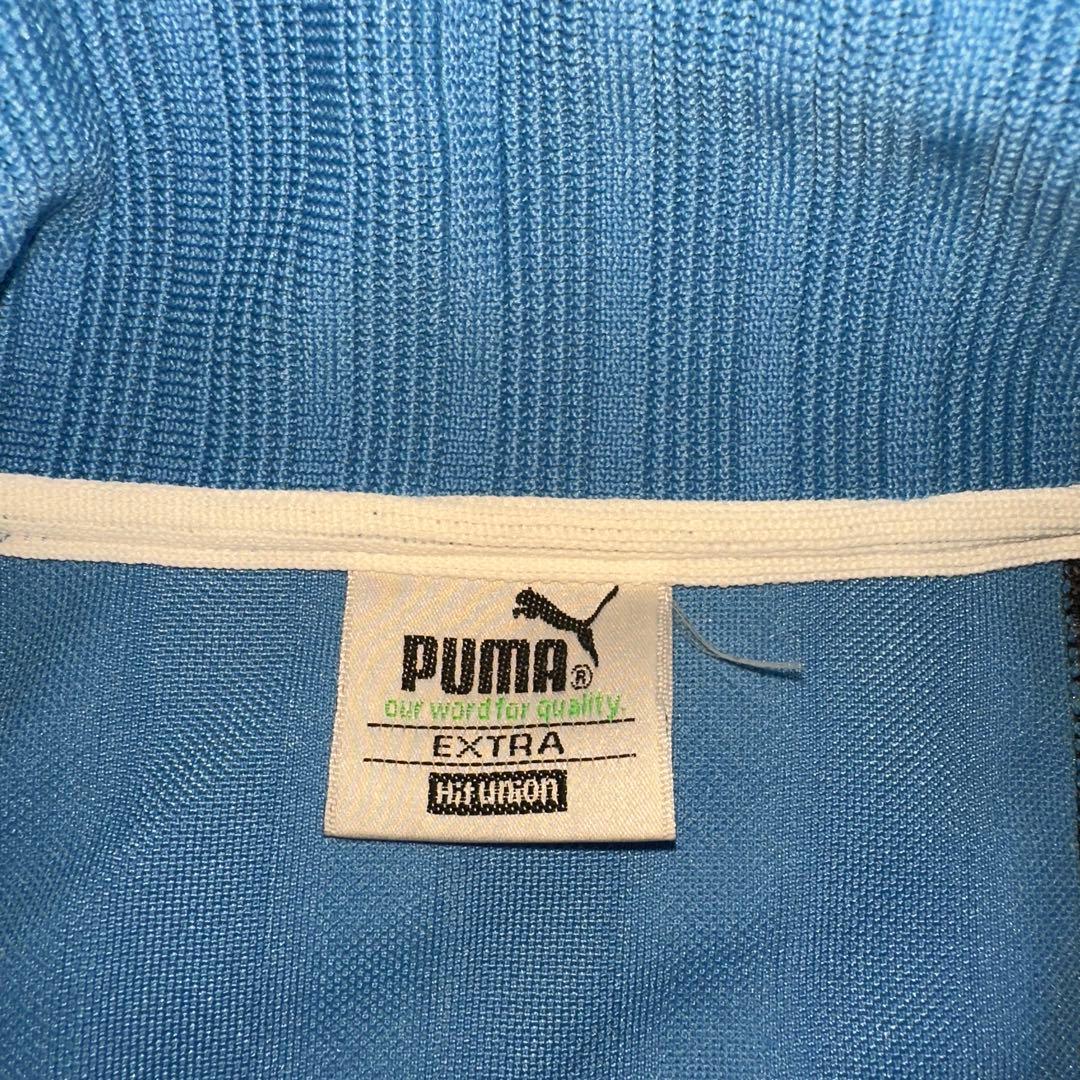 PUMA®
our word for quality.
EXTRA
Hit union